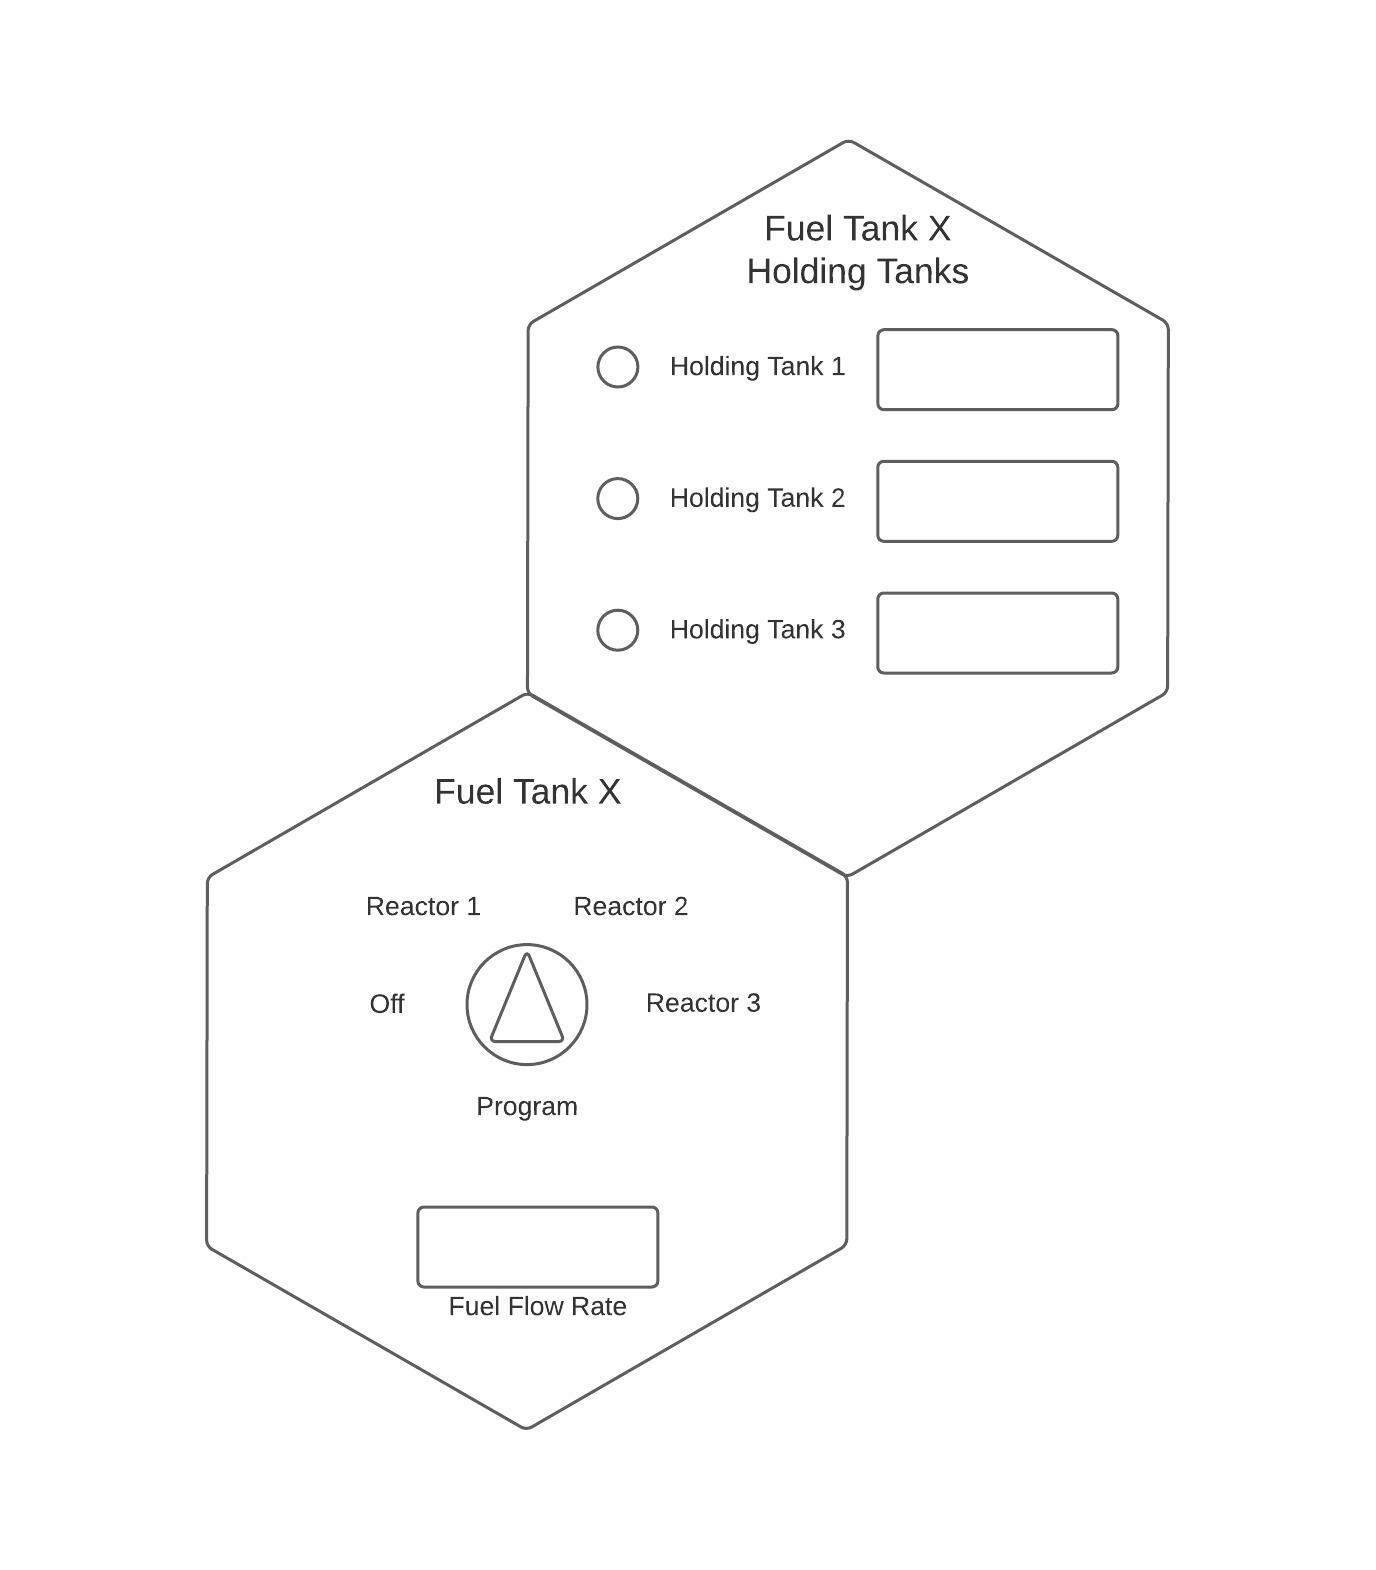 Fuel Tank X
Holding Tanks
Holding Tank 1
Holding Tank 2
Holding Tank 3
Fuel Tank X
Reactor 1
Reactor 2
Off
Reactor 3
Program
Fuel Flow Rate